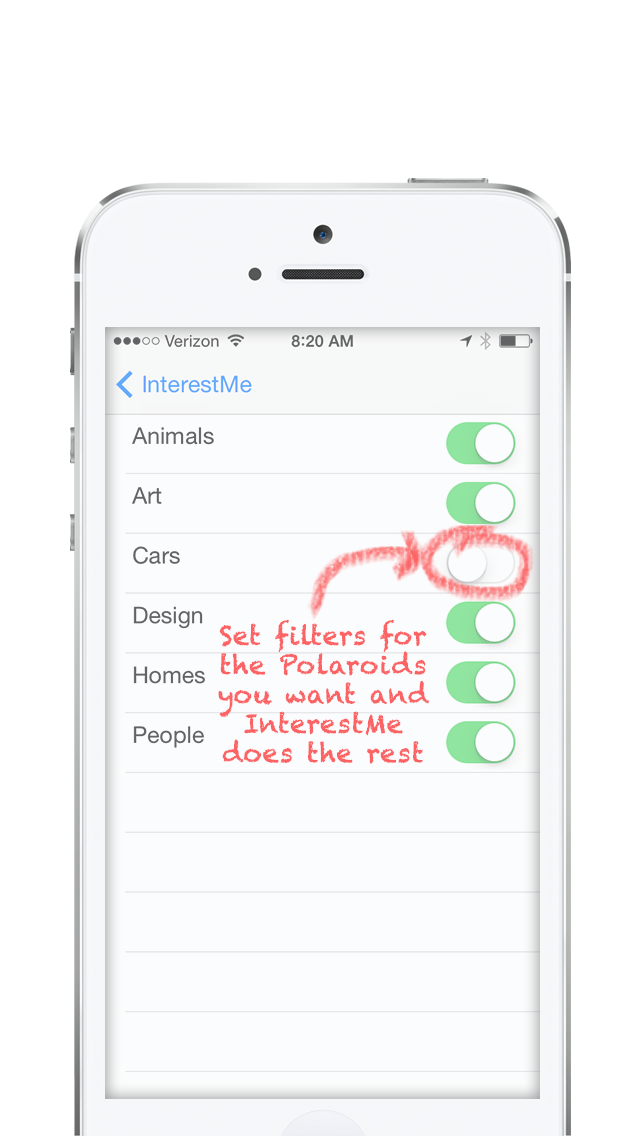 Verizon 8:20 AM
InterestMe
Animals
Art
Cars
Design
Homes
People
Set filters for
the Polaroids
you want and
InterestMe
does the rest